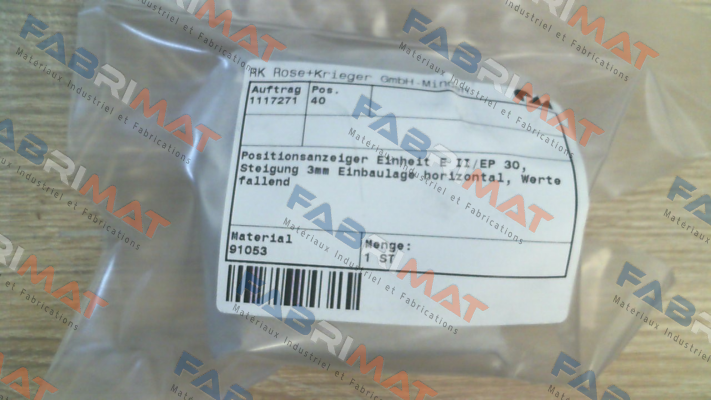 RK Rose+Krieger GmbH-Minden
Auftrag Pos.
1117271 40
Positionsanzeiger Einheit E II/EP 30,
Steigung 3mm Einbaulage horizontal, Werte
fallend
Material Menge:
91053 1 ST
FABRIMAT
Matériaux Industriel et Fabrications